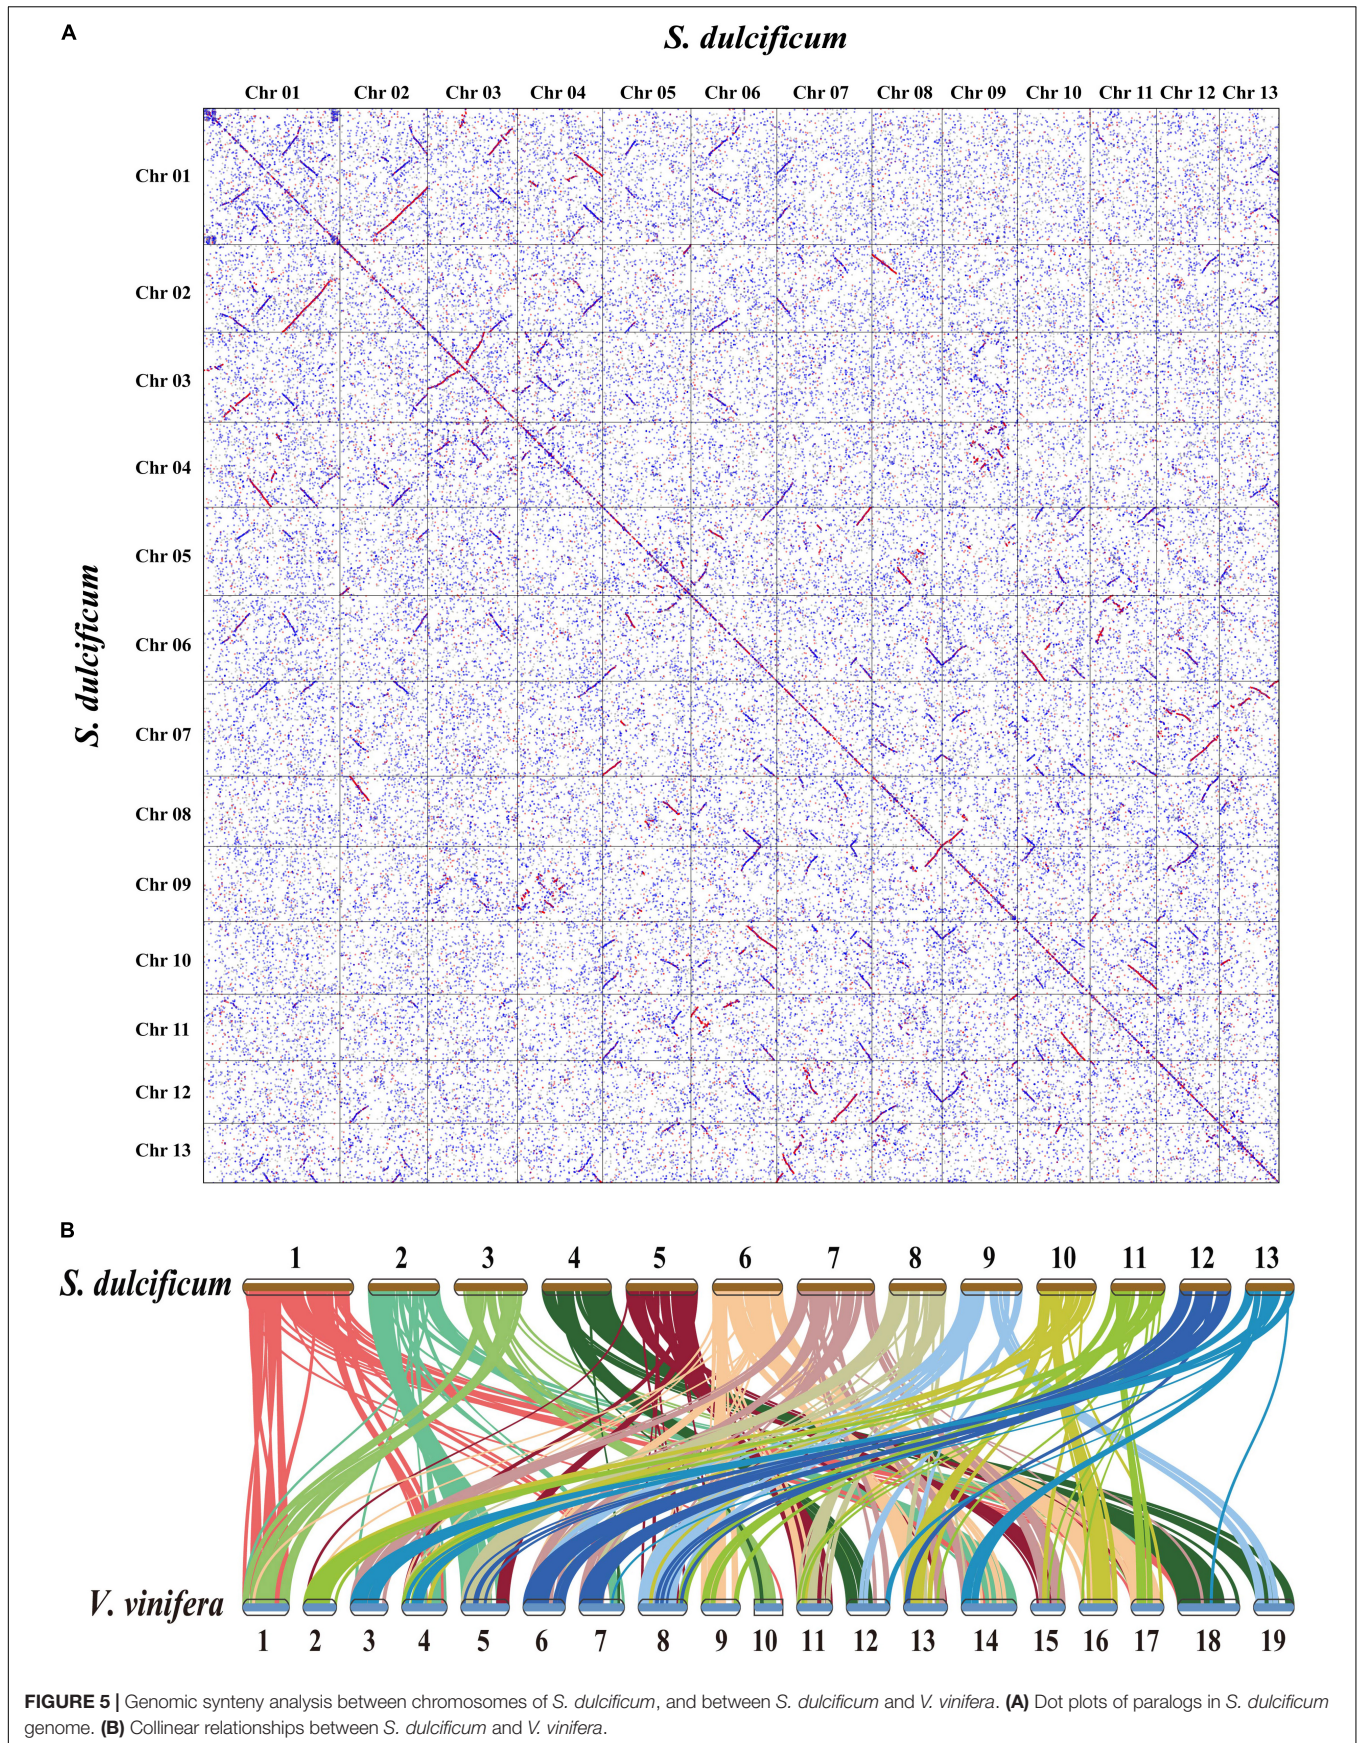 A
S. dulcificum
Chr 01 Chr 02 Chr 03 Chr 04 Chr 05 Chr 06 Chr 07 Chr 08 Chr 09 Chr 10 Chr 11 Chr 12 Chr 13
Chr 01
Chr 02
Chr 03
Chr 04
Chr 05
Chr 06
Chr 07
Chr 08
Chr 09
Chr 10
Chr 11
Chr 12
Chr 13
S. dulcificum
B
1 2 3 4 5 6 7 8 9 10 11 12 13
S. dulcificum
V. vinifera
1 2 3 4 5 6 7 8 9 10 11 12 13 14 15 16 17 18 19
FIGURE 5 | Genomic synteny analysis between chromosomes of S. dulcificum, and between S. dulcificum and V. vinifera. (A) Dot plots of paralogs in S. dulcificum
genome. (B) Collinear relationships between S. dulcificum and V. vinifera.